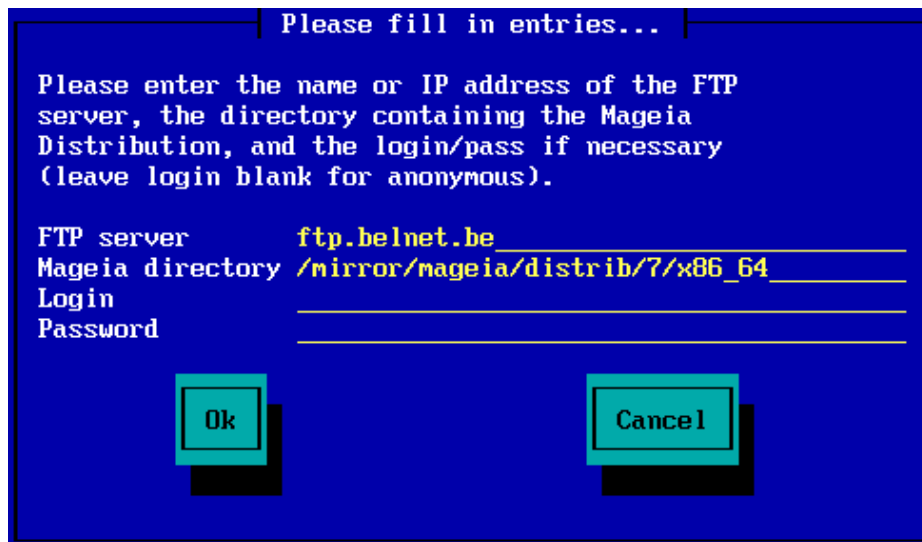 Please fill in entries...
Please enter the name or IP address of the FTP
server, the directory containing the Mageia
Distribution, and the login/pass if necessary
(leave login blank for anonymous).
FTP server ftp.belnet.be
Mageia directory /mirror/mageia/distrib/7/x86_64
Login
Password
Ok Cancel